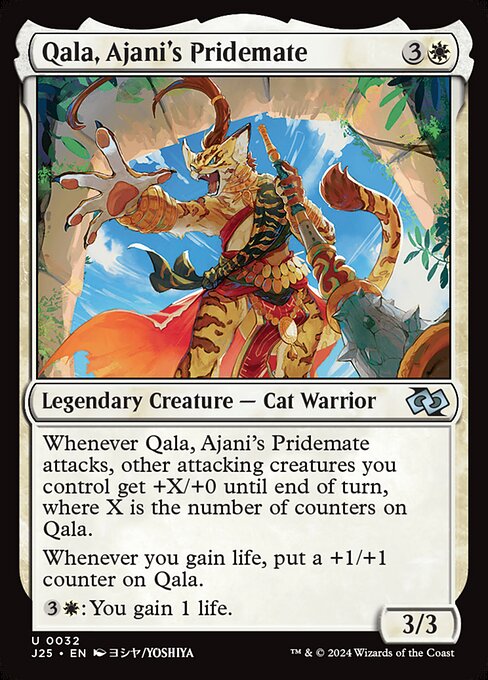 Qala, Ajani's Pridemate 3
Legendary Creature — Cat Warrior
Whenever Qala, Ajani's Pridemate
attacks, other attacking creatures you
control get +X/+0 until end of turn,
where X is the number of counters on
Qala.
Whenever you gain life, put a +1/+1
counter on Qala.
3: You gain 1 life.
3/3
U 0032
J25 • EN ヨシヤ/YOSHIYA
™ & © 2024 Wizards of the Coast